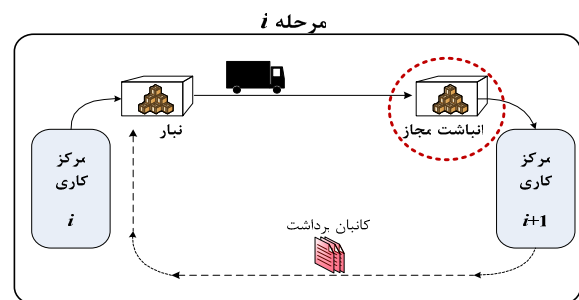 مرحله i
نبار
انباشت مجاز
مرکز
کاری
i
مرکز
کاری
i+1
کانبان برداشت